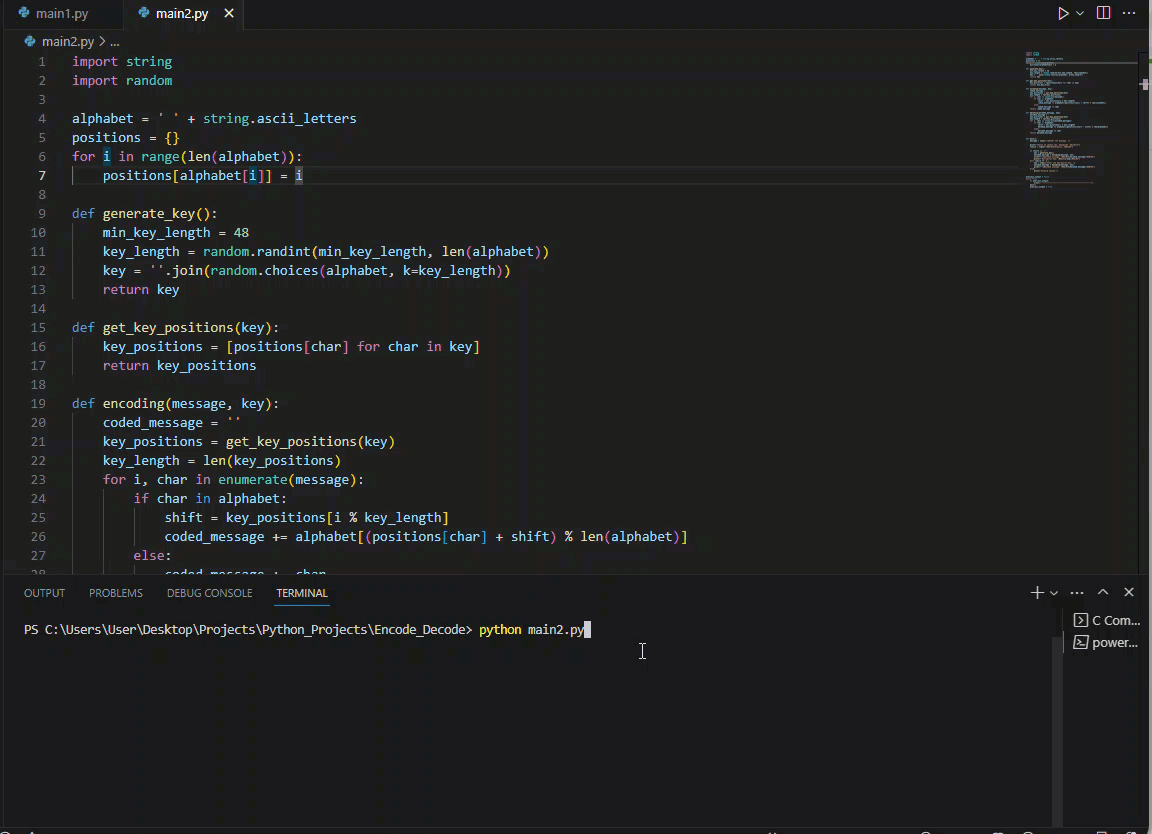 main1.py main2.py
main2.py > ...
1 import string
2 import random
3
4 alphabet = ' ' + string.ascii_letters
5 positions = {}
6 for i in range(len(alphabet)):
7     positions[alphabet[i]] = i
8
9 def generate_key():
10     min_key_length = 48
11     key_length = random.randint(min_key_length, len(alphabet))
12     key = ''.join(random.choices(alphabet, k=key_length))
13     return key
14
15 def get_key_positions(key):
16     key_positions = [positions[char] for char in key]
17     return key_positions
18
19 def encoding(message, key):
20     coded_message = ''
21     key_positions = get_key_positions(key)
22     key_length = len(key_positions)
23     for i, char in enumerate(message):
24         if char in alphabet:
25             shift = key_positions[i % key_length]
26             coded_message += alphabet[(positions[char] + shift) % len(alphabet)]
27         else:
OUTPUT PROBLEMS DEBUG CONSOLE TERMINAL
PS C:\Users\User\Desktop\Projects\Python_Projects\Encode_Decode> python main2.py
C Com...
power...